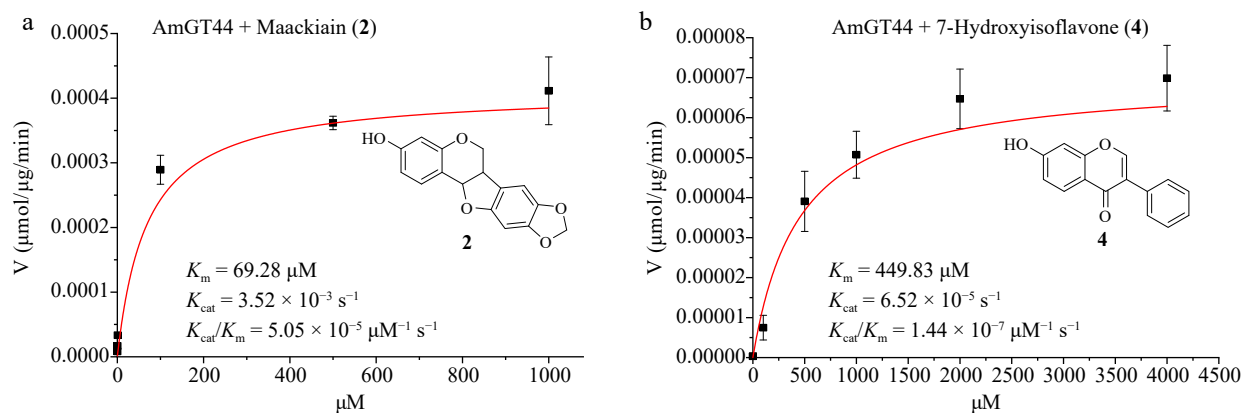 a
AmGT44 + Maackiain (2)
V (μmol/μg/min)
0.0005
0.0004
0.0003
0.0002
0.0001
0.0000
HO
O
O
O
O
2
Km = 69.28 μM
Kcat = 3.52 × 10⁻³ s⁻¹
Kcat/Km = 5.05 × 10⁻⁵ μM⁻¹ s⁻¹
0 200 400 600 800 1000
μM
b
AmGT44 + 7-Hydroxyisoflavone (4)
V (μmol/μg/min)
0.00008
0.00007
0.00006
0.00005
0.00004
0.00003
0.00002
0.00001
0.00000
HO
O
O
4
Km = 449.83 μM
Kcat = 6.52 × 10⁻⁵ s⁻¹
Kcat/Km = 1.44 × 10⁻⁷ μM⁻¹ s⁻¹
0 500 1000 1500 2000 2500 3000 3500 4000 4500
μM